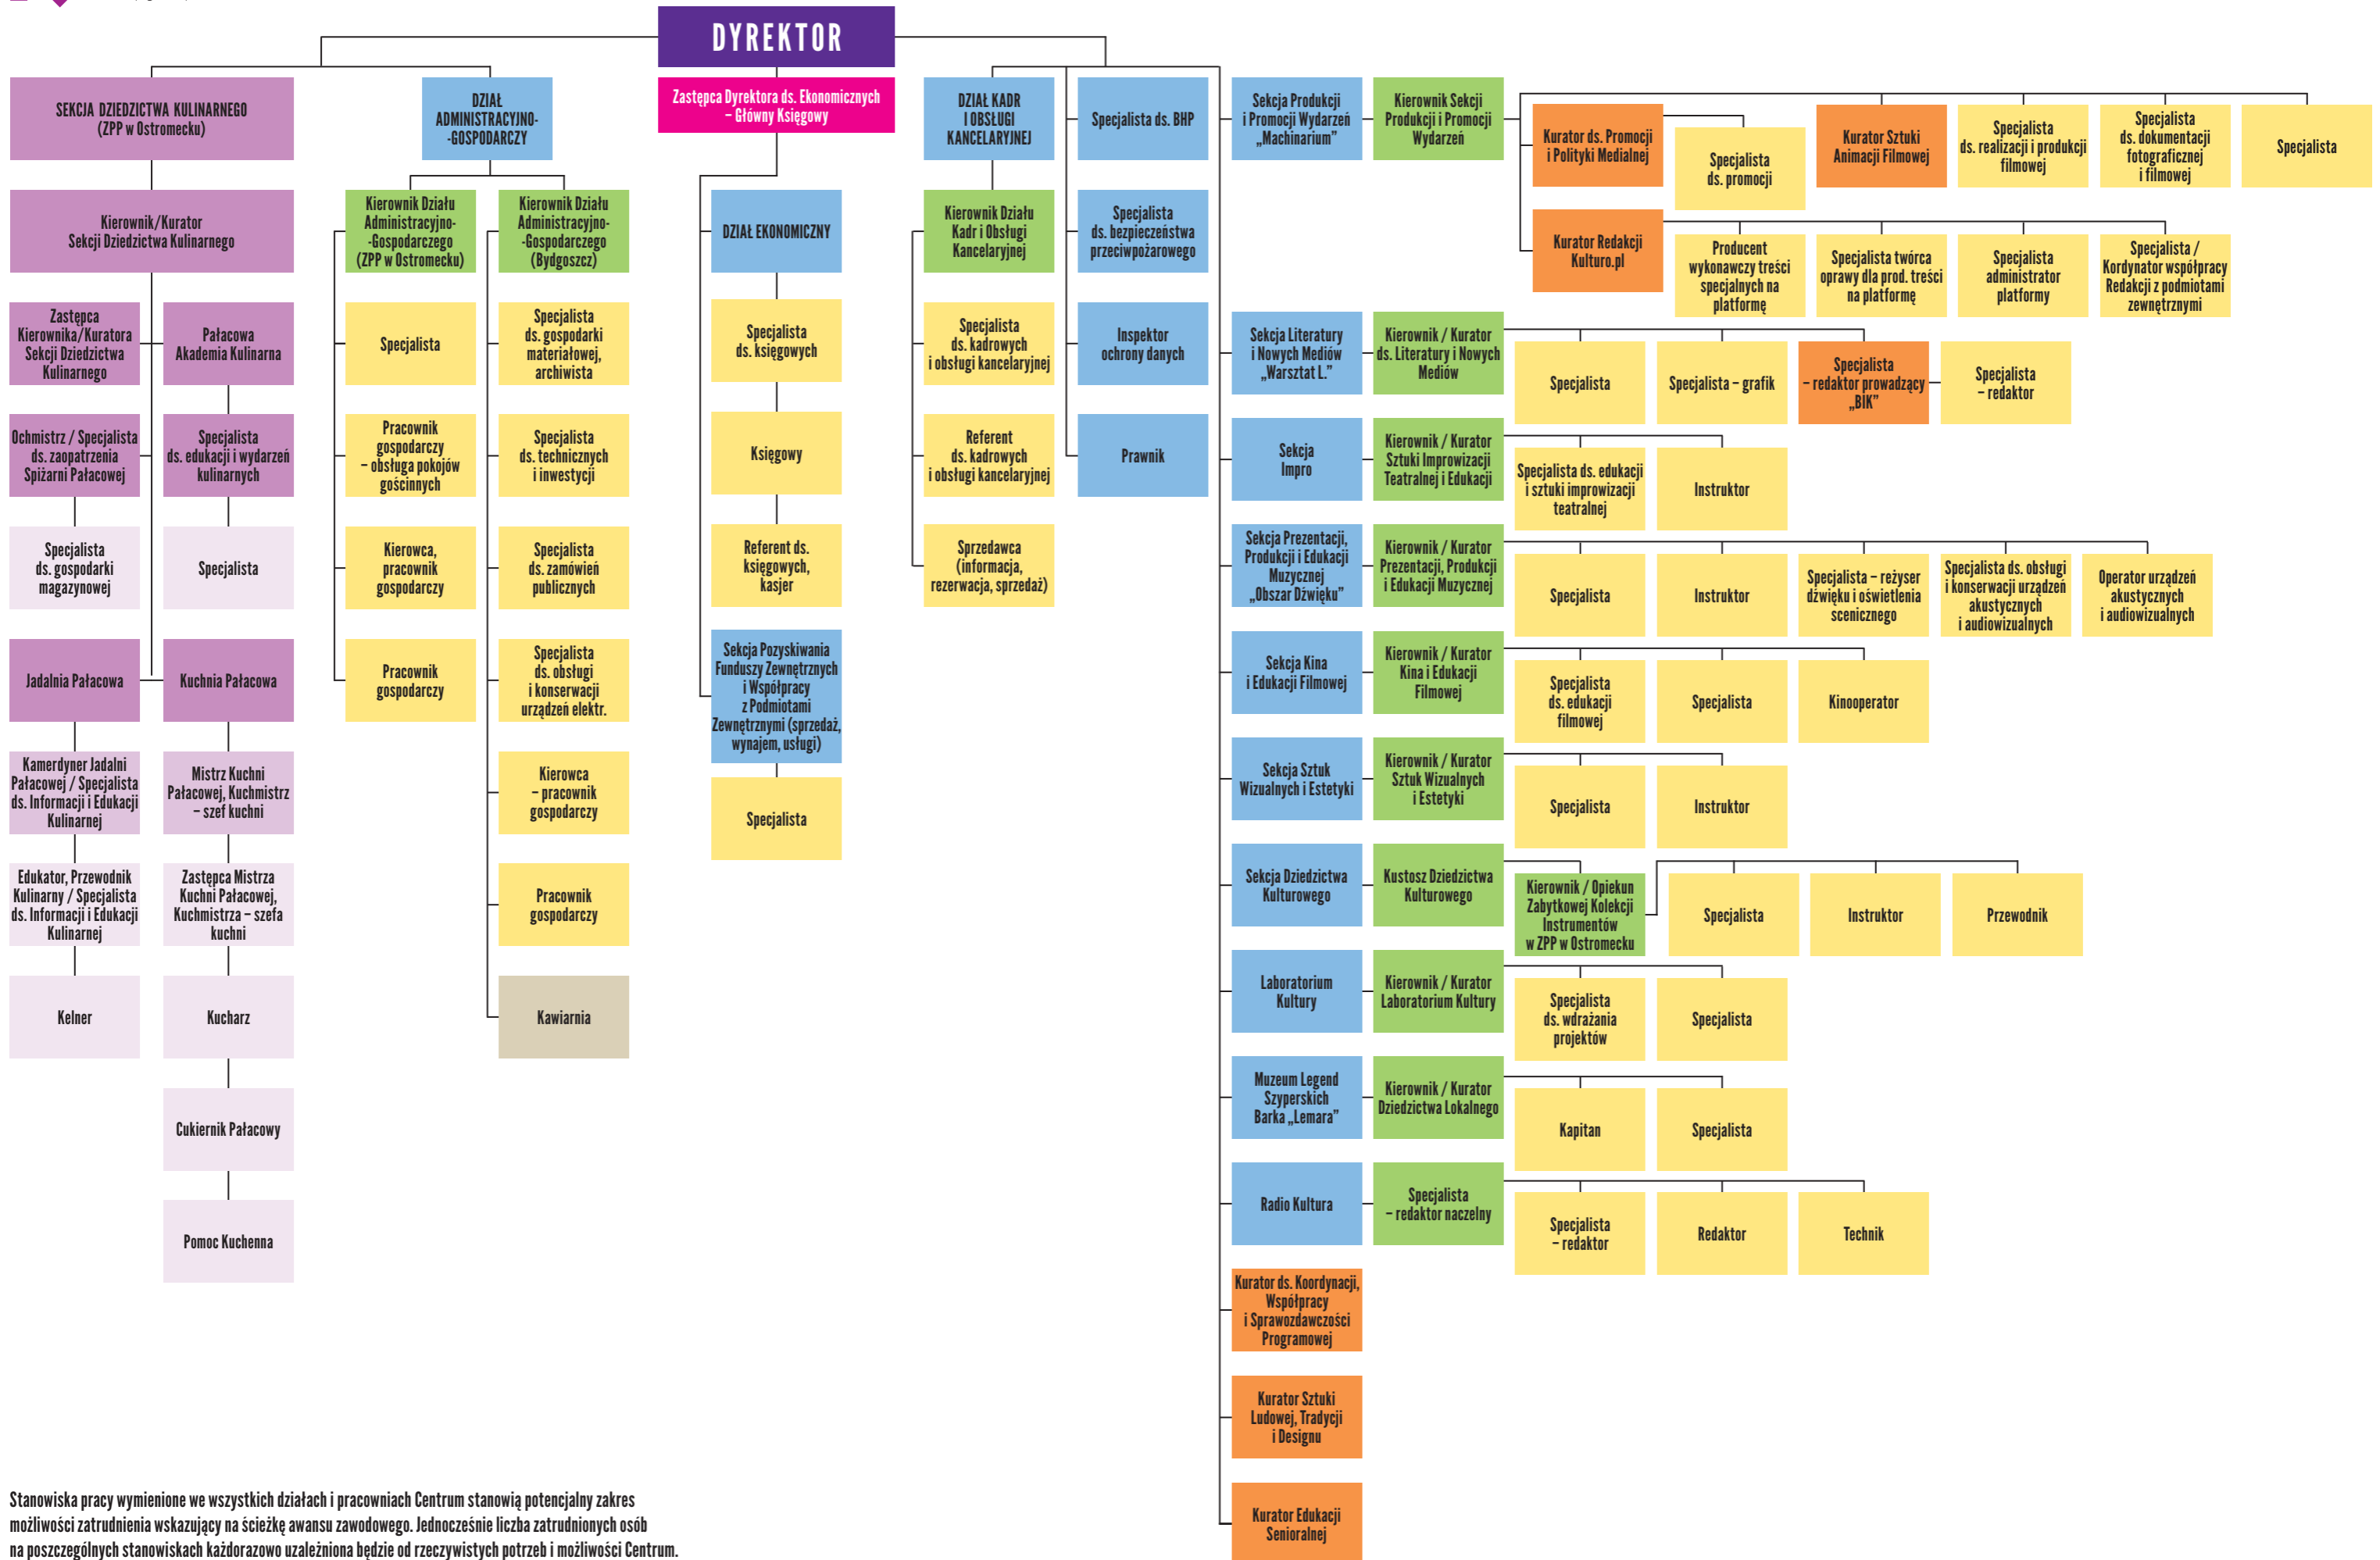 DYREKTOR
SEKCJA DZIEDZICTWA KULINARNEGO
(ZPP w Ostromecku)
Kierownik/Kurator
Sekcji Dziedzictwa Kulinarnego
Zastępca
Kierownika/Kuratora
Sekcji Dziedzictwa
Kulinarnego
Pałacowa
Akademia Kulinarna
Ochmistrz / Specjalista
ds. zaopatrzenia
Spiżarni Pałacowej
Specjalista
ds. edukacji i wydarzeń
kulinarnych
Specjalista
ds. gospodarki
magazynowej
Specjalista
Jadalnia Pałacowa
Kuchnia Pałacowa
Kamerdyner Jadalni
Pałacowej / Specjalista
ds. Informacji i Edukacji
Kulinarnej
Mistrz Kuchni
Pałacowej, Kuchmistrz
– szef kuchni
Edukator, Przewodnik
Kulinarny / Specjalista
ds. Informacji i Edukacji
Kulinarnej
Zastępca Mistrza
Kuchni Pałacowej,
Kuchmistrza – szefa
kuchni
Kelner
Kucharz
Cukiernik Pałacowy
Pomoc Kuchenna
DZIAŁ
ADMINISTRACYJNO-
-GOSPODARCZY
Kierownik Działu
Administracyjno-
-Gospodarczego
(ZPP w Ostromecku)
Specjalista
Pracownik
gospodarczy
– obsługa pokojów
gościnnych
Kierowca,
pracownik
gospodarczy
Pracownik
gospodarczy
Kierownik Działu
Administracyjno-
-Gospodarczego
(Bydgoszcz)
Specjalista
ds. gospodarki
materiałowej,
archiwista
Specjalista
ds. technicznych
i inwestycji
Specjalista
ds. zamówień
publicznych
Specjalista
ds. obsługi
i konserwacji
urządzeń elektr.
Kierowca
– pracownik
gospodarczy
Pracownik
gospodarczy
Kawiarnia
Zastępca Dyrektora ds. Ekonomicznych
– Główny Księgowy
DZIAŁ EKONOMICZNY
Specjalista
ds. księgowych
Księgowy
Referent ds.
księgowych,
kasjer
Sekcja Pozyskiwania
Funduszy Zewnętrznych
i Współpracy
z Podmiotami
Zewnętrznymi (sprzedaż,
wynajem, usługi)
Specjalista
DZIAŁ KADR
I OBSŁUGI
KANCELARYJNEJ
Kierownik Działu
Kadr i Obsługi
Kancelaryjnej
Specjalista
ds. kadrowych
i obsługi kancelaryjnej
Referent
ds. kadrowych
i obsługi kancelaryjnej
Sprzedawca
(informacja,
rezerwacja, sprzedaż)
Specjalista ds. BHP
Specjalista
ds. bezpieczeństwa
przeciwpożarowego
Inspektor
ochrony danych
Prawnik
Sekcja Produkcji
i Promocji Wydarzeń
„Machinarium”
Kierownik Sekcji
Produkcji i Promocji
Wydarzeń
Kurator ds. Promocji
i Polityki Medialnej
Specjalista
ds. promocji
Kurator Sztuki
Animacji Filmowej
Specjalista
ds. realizacji i produkcji
filmowej
Specjalista
ds. dokumentacji
fotograficznej
i filmowej
Specjalista
Kurator Redakcji
Kulturo.pl
Producent
wykonawczy treści
specjalnych na
platformę
Specjalista twórca
oprawy dla prod. treści
na platformę
Specjalista
administrator
platformy
Specjalista /
Kordynator współpracy
Redakcji z podmiotami
zewnętrznymi
Sekcja Literatury
i Nowych Mediów
„Warsztat L.”
Kierownik / Kurator
ds. Literatury i Nowych
Mediów
Specjalista
Specjalista – grafik
Specjalista
– redaktor prowadzący
„BIK”
Specjalista
– redaktor
Sekcja
Impro
Kierownik / Kurator
Sztuki Improwizacji
Teatralnej i Edukacji
Specjalista ds. edukacji
i sztuki improwizacji
teatralnej
Instruktor
Sekcja Prezentacji,
Produkcji i Edukacji
Muzycznej
„Obszar Dźwięku”
Kierownik / Kurator
Prezentacji, Produkcji
i Edukacji Muzycznej
Specjalista
Instruktor
Specjalista – reżyser
dźwięku i oświetlenia
scenicznego
Specjalista ds. obsługi
i konserwacji urządzeń
akustycznych
i audiowizualnych
Operator urządzeń
akustycznych
i audiowizualnych
Sekcja Kina
i Edukacji Filmowej
Kierownik / Kurator
Kina i Edukacji
Filmowej
Specjalista
ds. edukacji
filmowej
Specjalista
Kinooperator
Sekcja Sztuk
Wizualnych i Estetyki
Kierownik / Kurator
Sztuk Wizualnych
i Estetyki
Specjalista
Instruktor
Sekcja Dziedzictwa
Kulturowego
Kustosz Dziedzictwa
Kulturowego
Kierownik / Opiekun
Zabytkowej Kolekcji
Instrumentów
w ZPP w Ostromecku
Specjalista
Instruktor
Przewodnik
Laboratorium
Kultury
Kierownik / Kurator
Laboratorium Kultury
Specjalista
ds. wdrażania
projektów
Specjalista
Muzeum Legend
Szyperskich
Barka „Lemara”
Kierownik / Kurator
Dziedzictwa Lokalnego
Kapitan
Specjalista
Radio Kultura
Specjalista
– redaktor naczelny
Specjalista
– redaktor
Redaktor
Technik
Kurator ds. Koordynacji,
Współpracy
i Sprawozdawczości
Programowej
Kurator Sztuki
Ludowej, Tradycji
i Designu
Kurator Edukacji
Senioralnej
Stanowiska pracy wymienione we wszystkich działach i pracowniach Centrum stanowią potencjalny zakres
możliwości zatrudnienia wskazujący na ścieżkę awansu zawodowego. Jednocześnie liczba zatrudnionych osób
na poszczególnych stanowiskach każdorazowo uzależniona będzie od rzeczywistych potrzeb i możliwości Centrum.